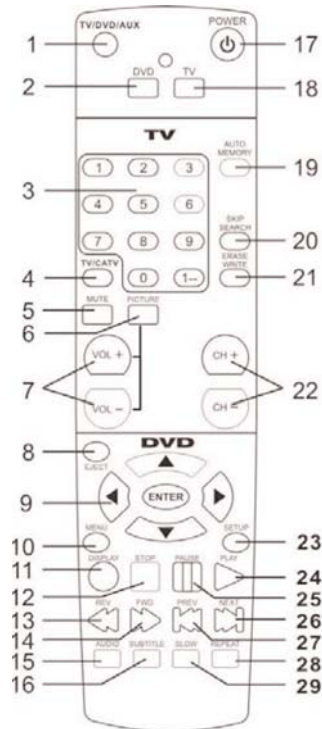 TV/DVD/AUX POWER
1 17
DVD TV
2 18
TV
AUTO
MEMORY
1 2 3 19
3
4 5 6
SKIP
SEARCH
7 8 9 20
TV/CATV ERASE
WRITE
4 0 1-- 21
MUTE PICTURE
5
6
VOL + CH +
7 22
VOL − CH −
DVD
8
EJECT
9 ENTER
MENU SETUP
10 23
DISPLAY STOP PAUSE PLAY
11 24
12 25
REV FWD PREV NEXT
13 26
14 27
AUDIO SUBTITLE SLOW REPEAT
15 28
16 29